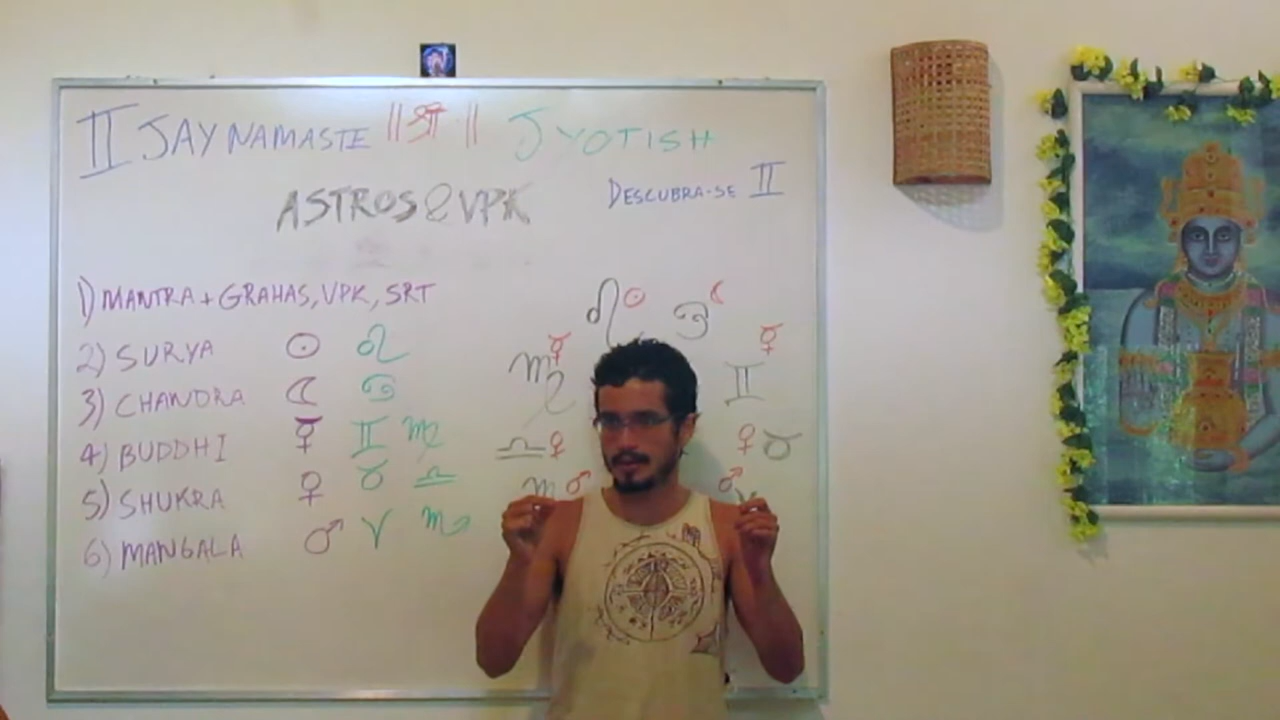 II JAY NAMASTE || श्री || JYOTISH
ASTROS & VPK
DESCUBRA-SE II
1) MANTRA + GRAHAS, VPK, SRT
2) SURYA ☉ ♌
3) CHANDRA ☾ ♋
4) BUDDHI ☿ ♊ ♍
5) SHUKRA ♀ ♉ ♎
6) MANGALA ♂ ♈ ♏
♌ ☉ ♋ ☾
♍ ☿ ♊ ☿
♎ ♀ ♀ ♉
♏ ♂ ♂ ♈